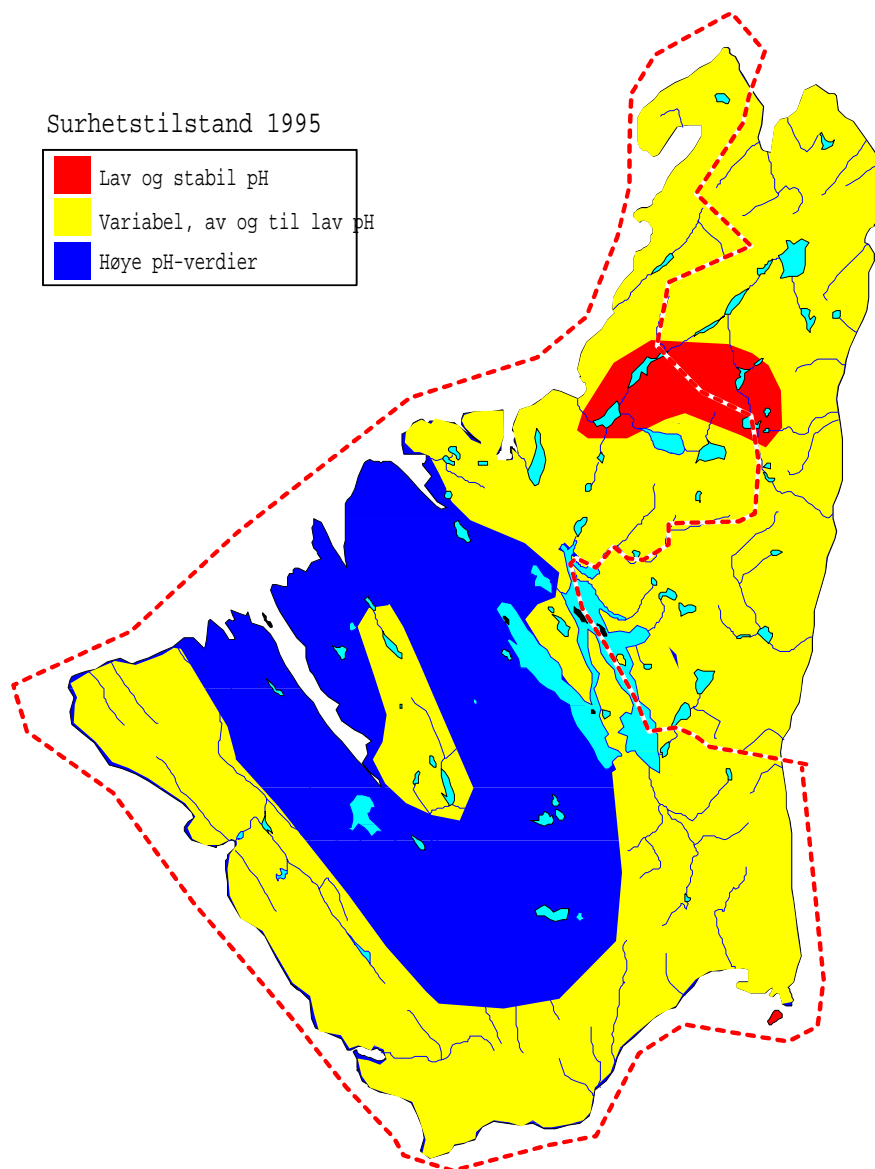 Surhetstilstand 1995
Lav og stabil pH
Variabel, av og til lav pH
Høye pH-verdier